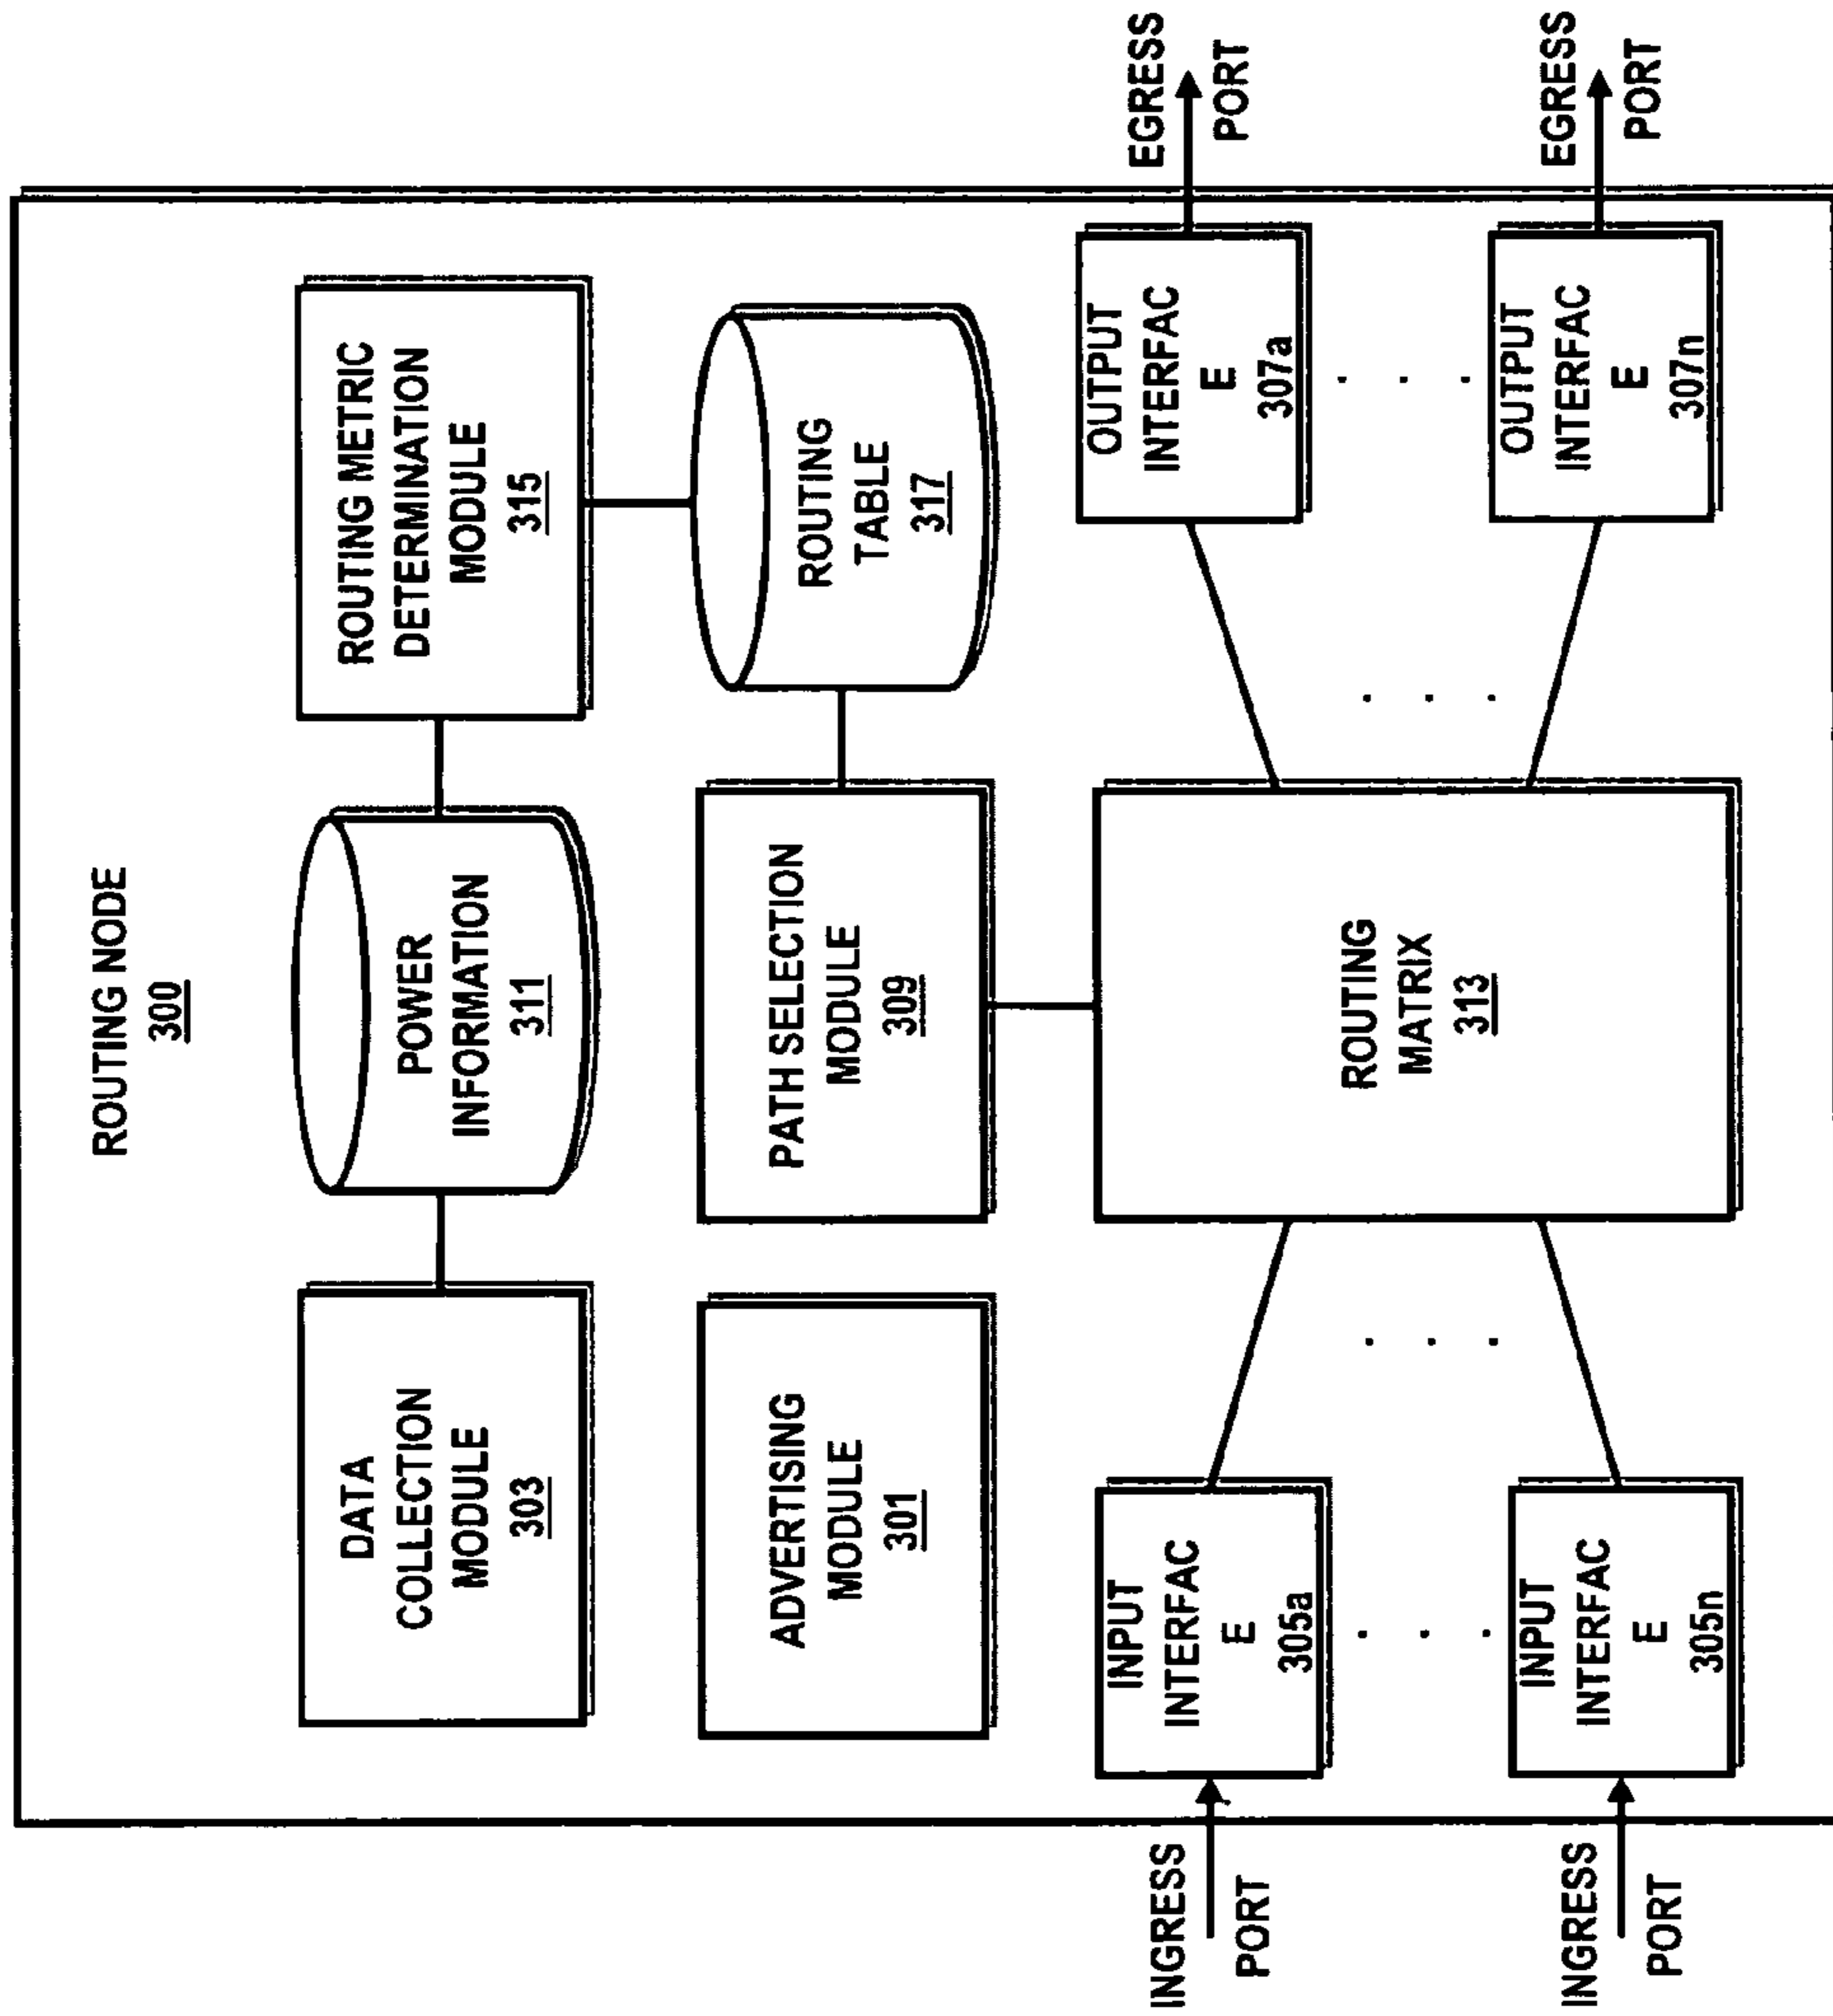 ROUTING NODE
300
DATA
COLLECTION
MODULE
303
POWER
INFORMATION
311
ROUTING METRIC
DETERMINATION
MODULE
315
ADVERTISING
MODULE
301
PATH SELECTION
MODULE
309
ROUTING
TABLE
317
INGRESS
PORT
INPUT
INTERFAC
E
305a
. . .
INGRESS
PORT
INPUT
INTERFAC
E
305n
. . .
ROUTING
MATRIX
313
. . .
OUTPUT
INTERFAC
E
307a
EGRESS
PORT
. . .
OUTPUT
INTERFAC
E
307n
EGRESS
PORT